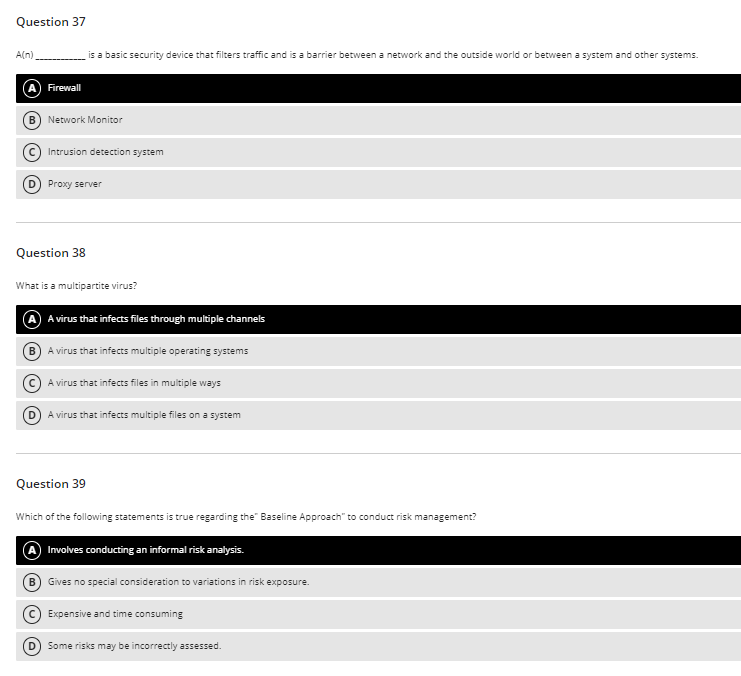 Question 37
A(n) ____________ is a basic security device that filters traffic and is a barrier between a network and the outside world or between a system and other systems.
A Firewall
B Network Monitor
C Intrusion detection system
D Proxy server
Question 38
What is a multipartite virus?
A A virus that infects files through multiple channels
B A virus that infects multiple operating systems
C A virus that infects files in multiple ways
D A virus that infects multiple files on a system
Question 39
Which of the following statements is true regarding the" Baseline Approach" to conduct risk management?
A Involves conducting an informal risk analysis.
B Gives no special consideration to variations in risk exposure.
C Expensive and time consuming
D Some risks may be incorrectly assessed.